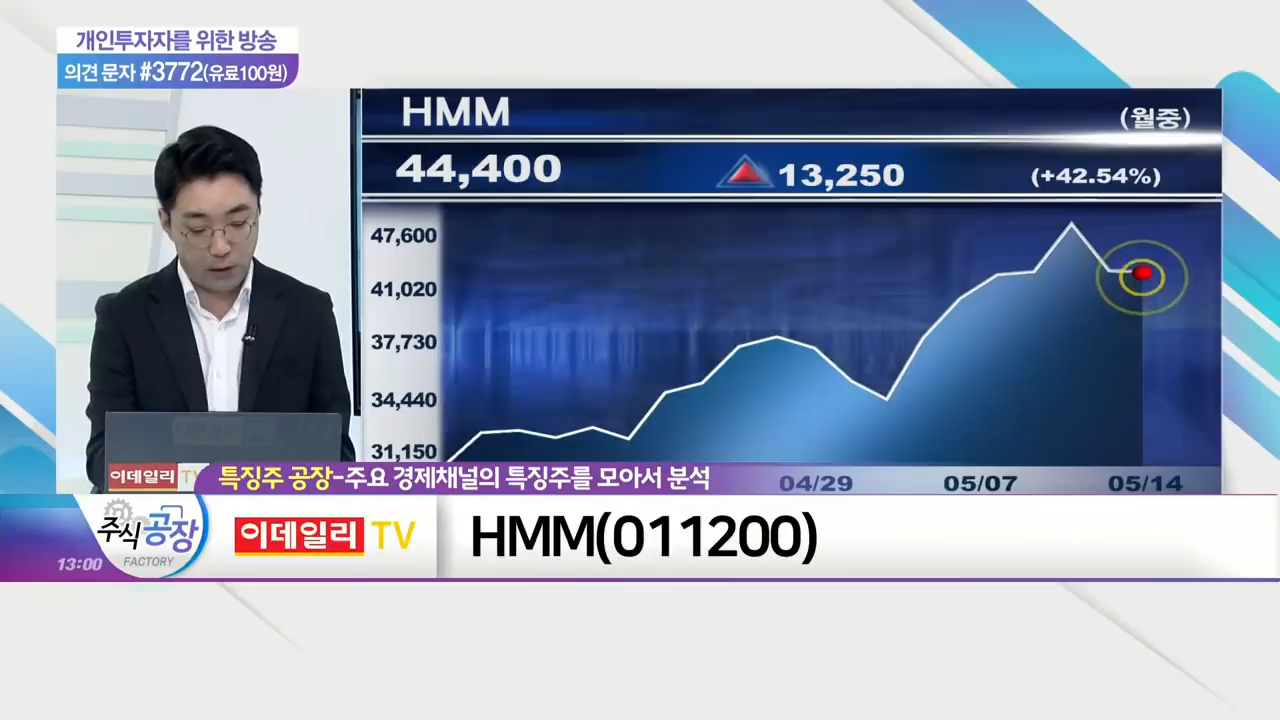 개인투자자를 위한 방송
의견 문자 #3772(유료100원)
HMM
(월중)
44,400
13,250
(+42.54%)
47,600
41,020
37,730
34,440
31,150
04/29
05/07
05/14
이데일리 TV
특징주 공장-주요 경제채널의 특징주를 모아서 분석
주식공장
FACTORY
13:00
이데일리 TV
HMM(011200)